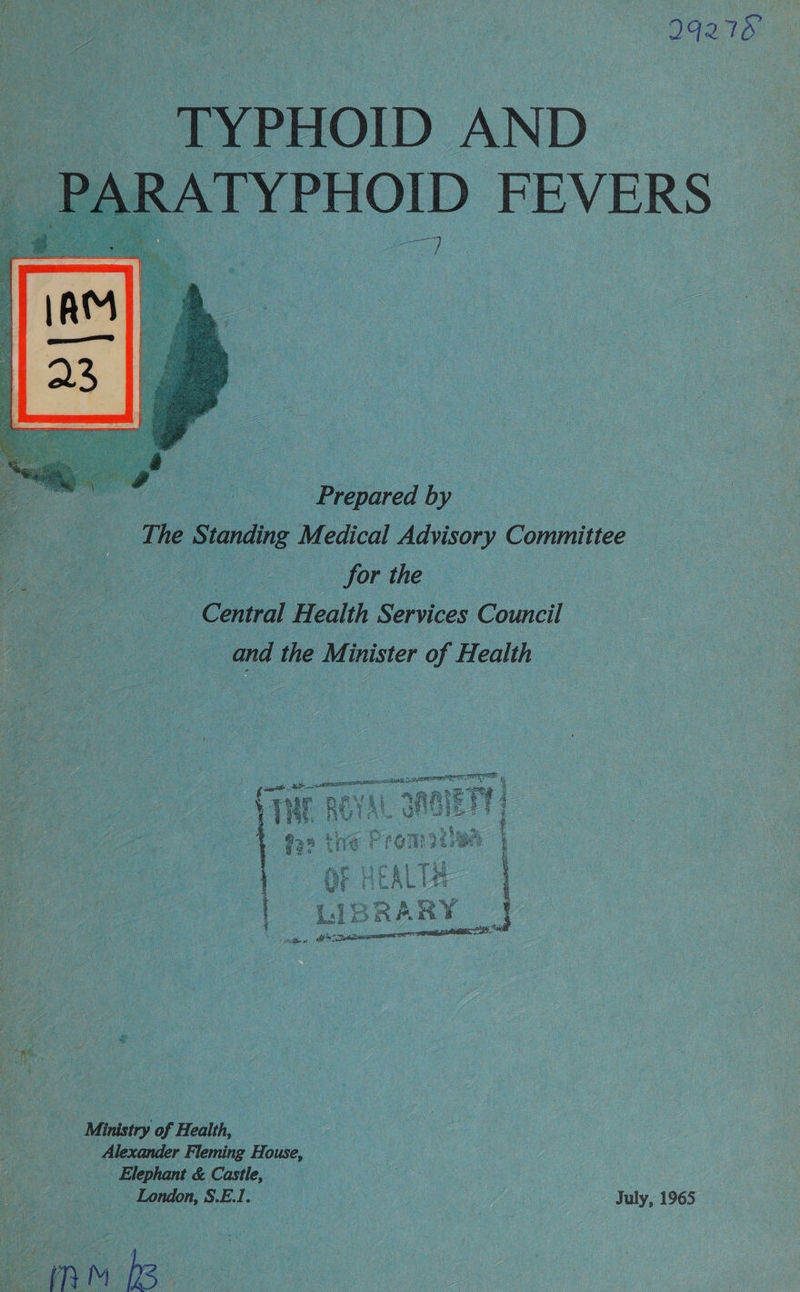 29278
TYPHOID AND
PARATYPHOID FEVERS
IAM
23
Prepared by
The Standing Medical Advisory Committee
for the
Central Health Services Council
and the Minister of Health
THE ROYAL SOCIETY
for the Promotion
OF HEALTH
LIBRARY
Ministry of Health,
Alexander Fleming House,
Elephant & Castle,
London, S.E.1.
July, 1965
IAM